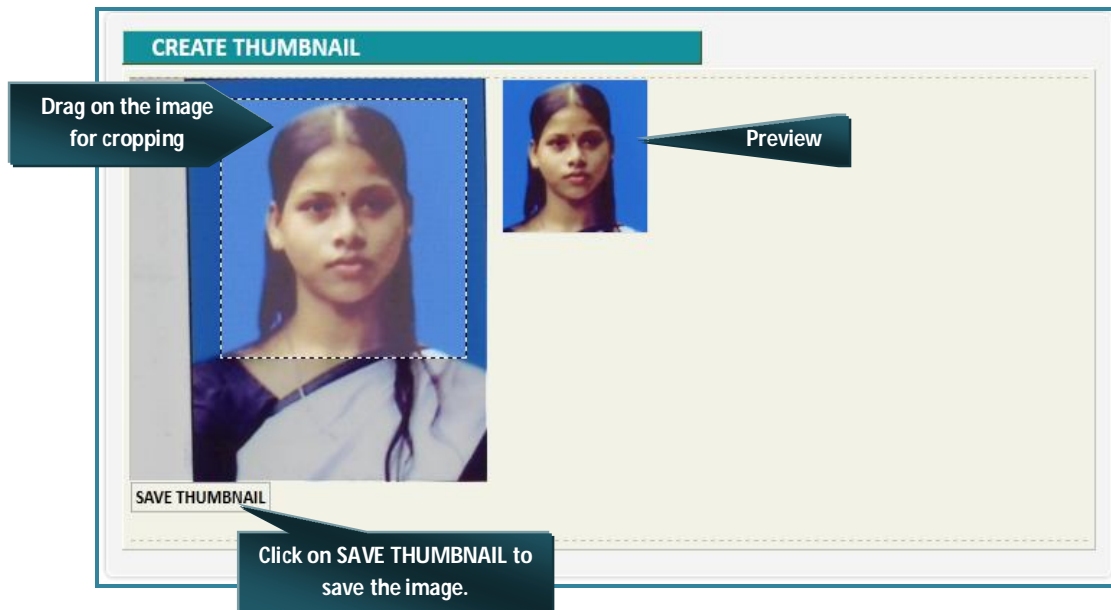 CREATE THUMBNAIL
Drag on the image
for cropping
Preview
SAVE THUMBNAIL
Click on SAVE THUMBNAIL to
save the image.